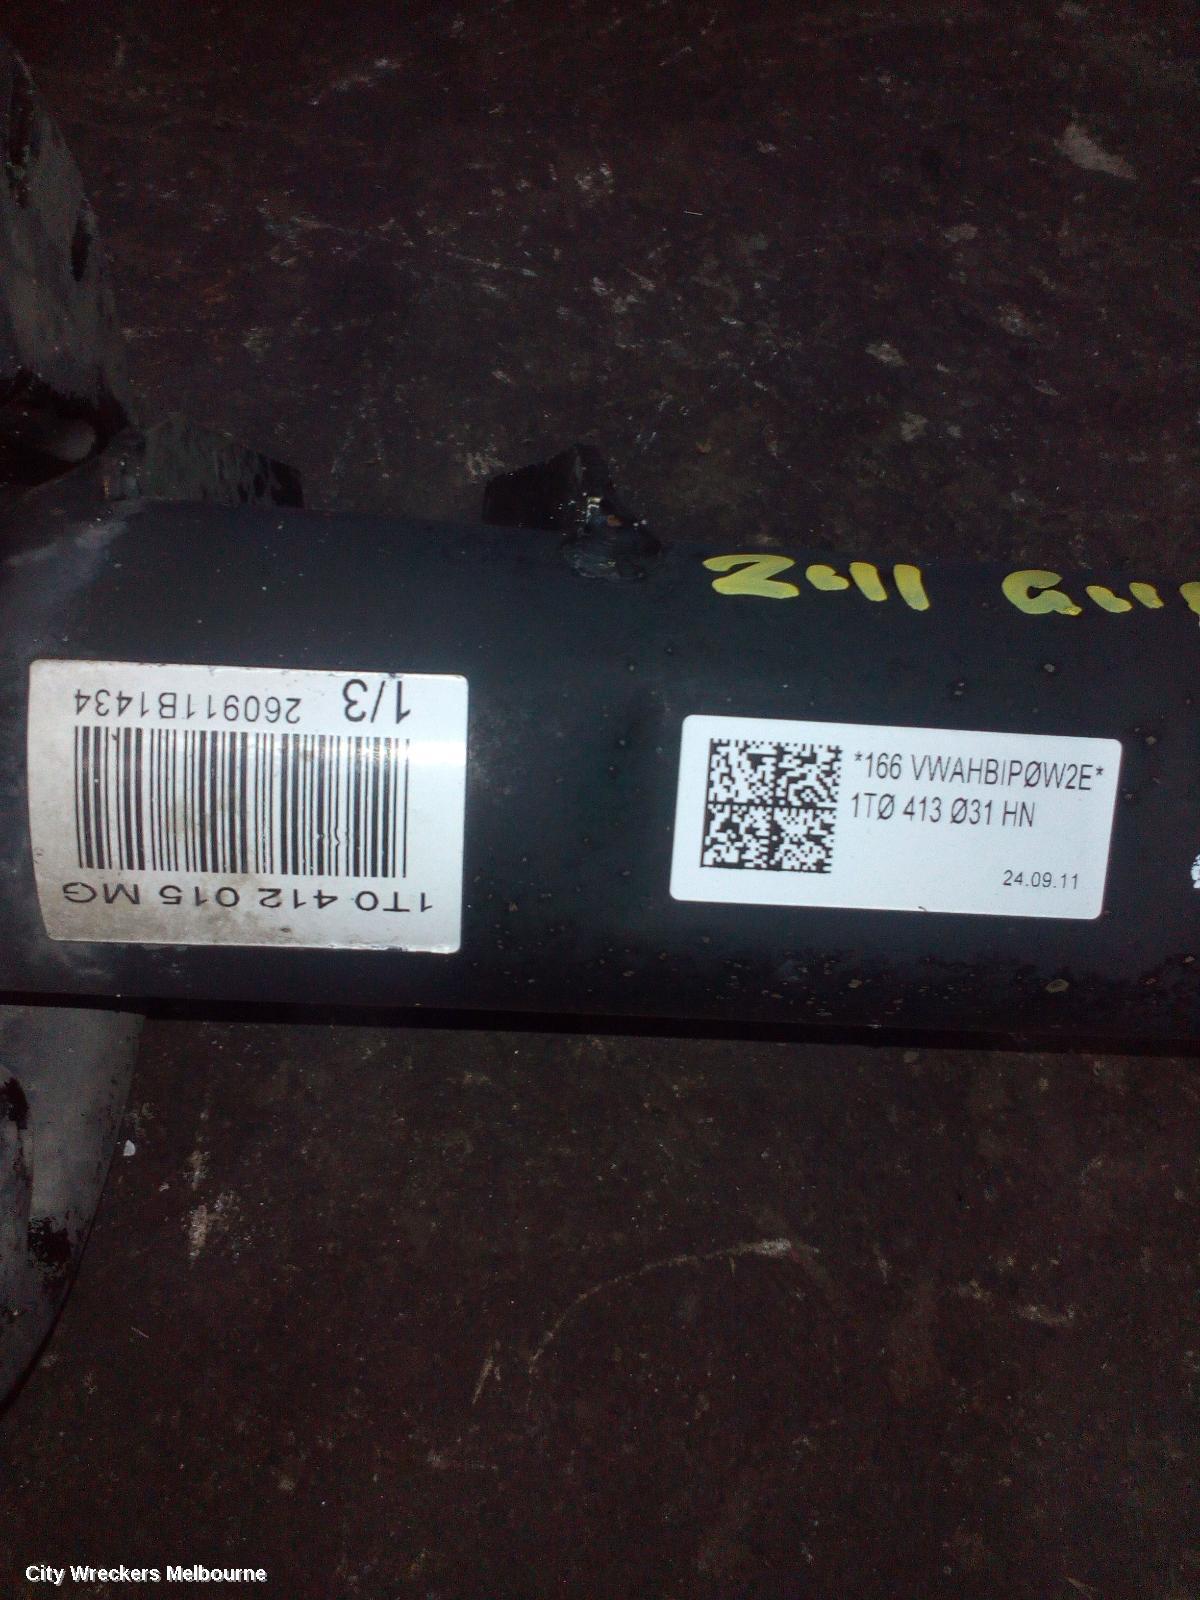 1/3 260911B1434
1T0 412 015 MG
*166 VWAHBIPØW2E*
1TØ 413 Ø31 HN
24.09.11
City Wreckers Melbourne